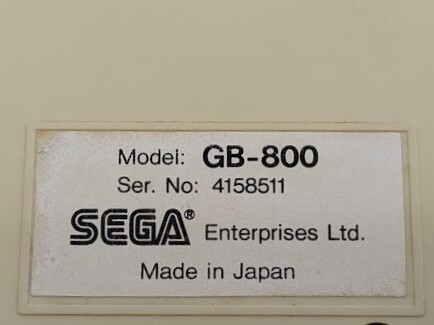 Model: GB-800
Ser. No: 4158511
SEGA® Enterprises Ltd.
Made in Japan